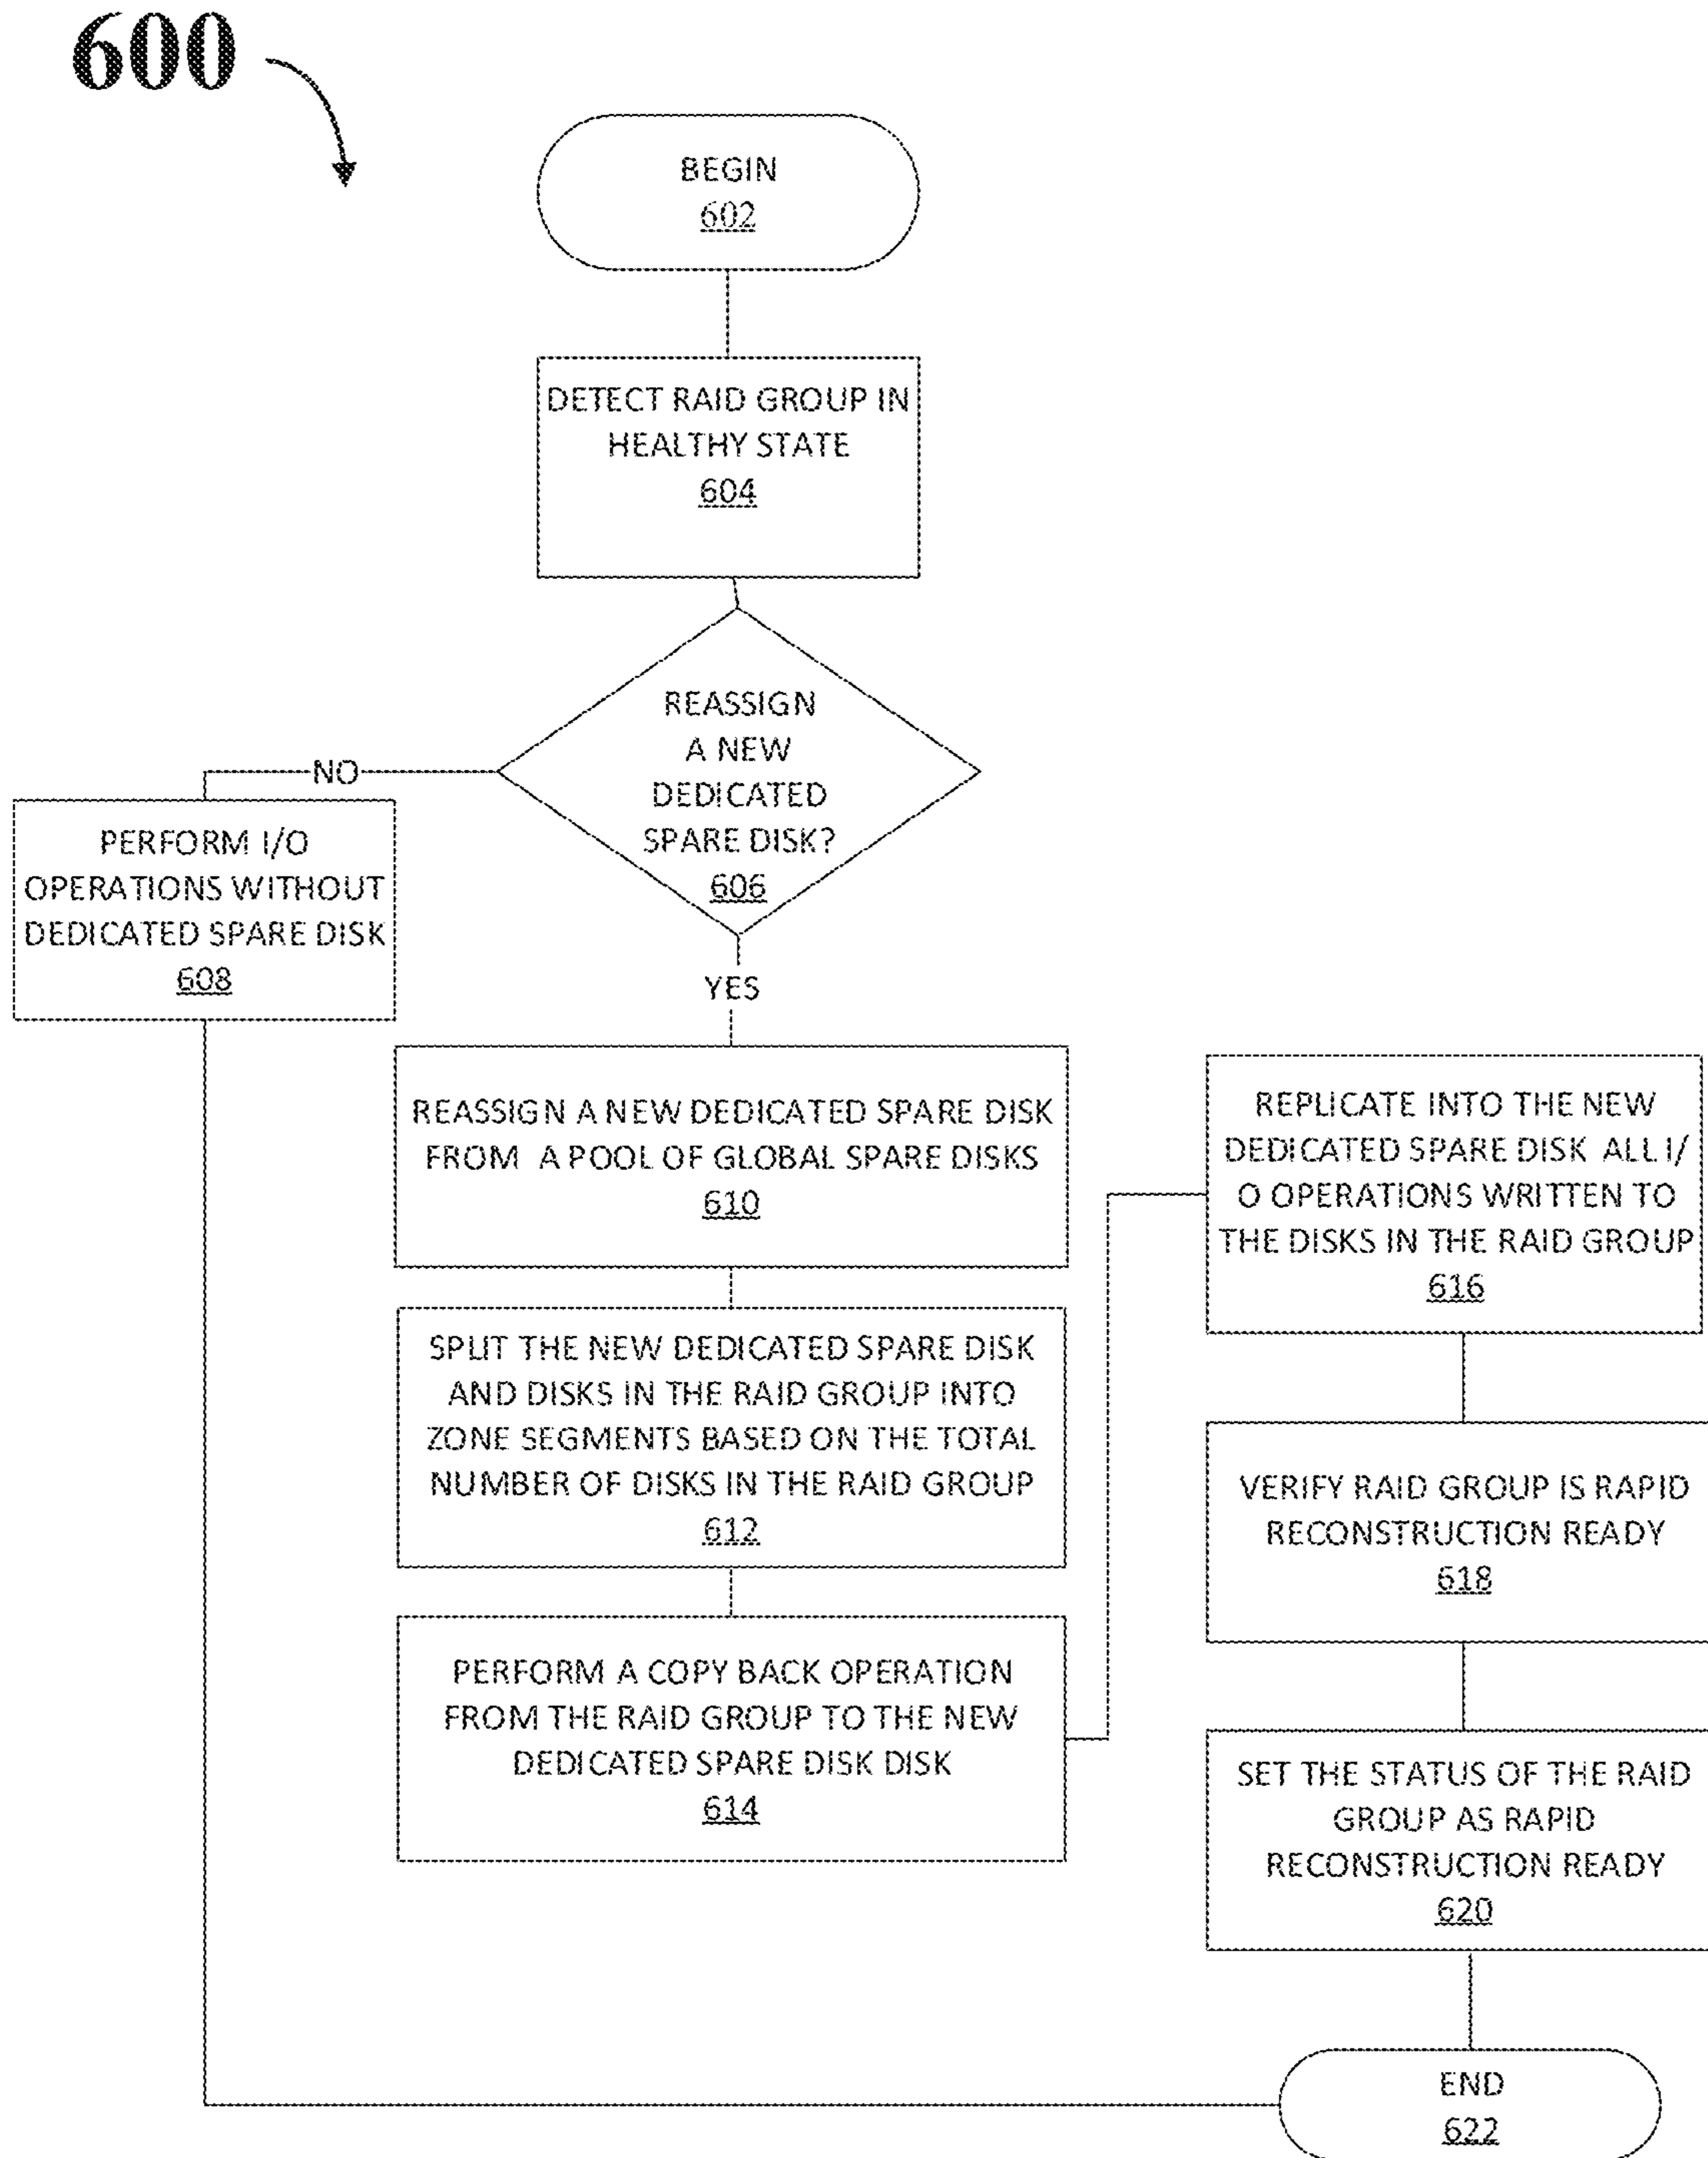 600
BEGIN
602
DETECT RAID GROUP IN
HEALTHY STATE
604
REASSIGN
A NEW
DEDICATED
SPARE DISK?
606
NO
PERFORM I/O
OPERATIONS WITHOUT
DEDICATED SPARE DISK
608
YES
REASSIGN A NEW DEDICATED SPARE DISK
FROM A POOL OF GLOBAL SPARE DISKS
610
SPLIT THE NEW DEDICATED SPARE DISK
AND DISKS IN THE RAID GROUP INTO
ZONE SEGMENTS BASED ON THE TOTAL
NUMBER OF DISKS IN THE RAID GROUP
612
PERFORM A COPY BACK OPERATION
FROM THE RAID GROUP TO THE NEW
DEDICATED SPARE DISK DISK
614
REPLICATE INTO THE NEW
DEDICATED SPARE DISK ALL I/
O OPERATIONS WRITTEN TO
THE DISKS IN THE RAID GROUP
616
VERIFY RAID GROUP IS RAPID
RECONSTRUCTION READY
618
SET THE STATUS OF THE RAID
GROUP AS RAPID
RECONSTRUCTION READY
620
END
622